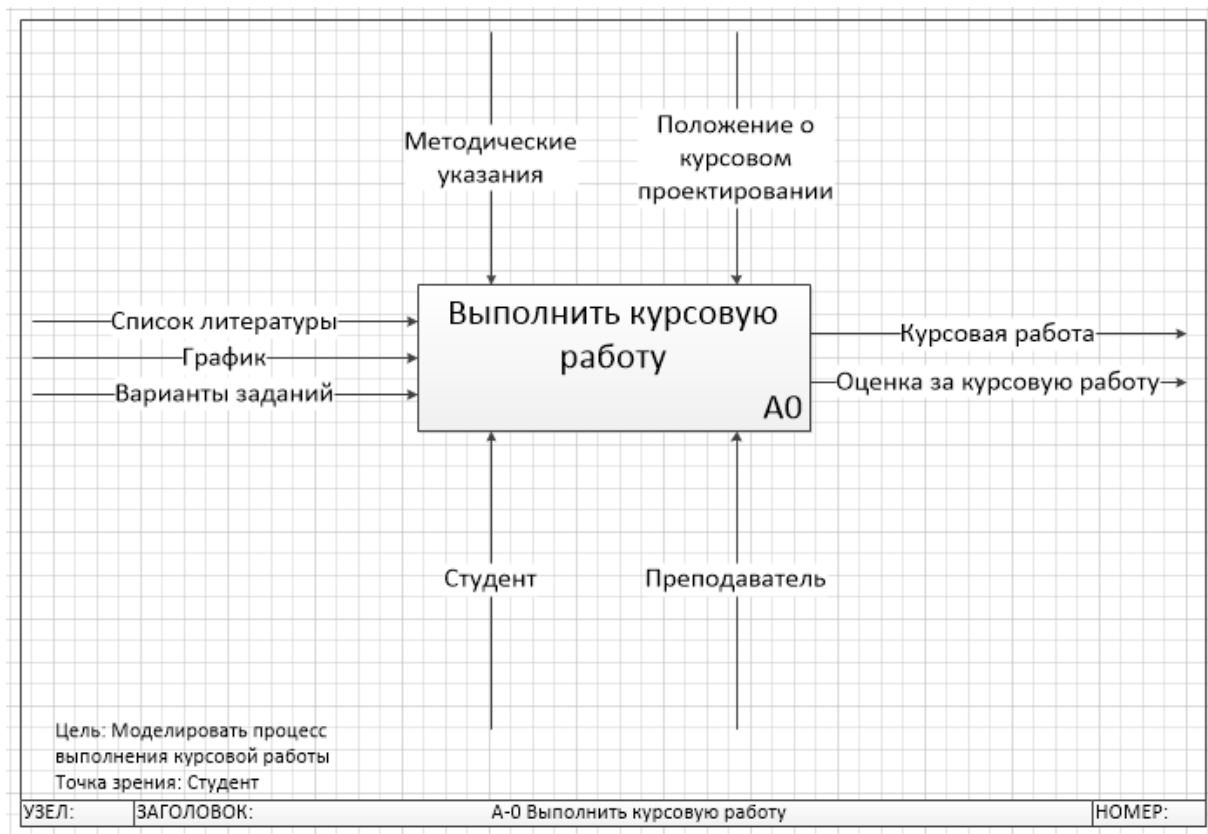 Методические
указания
Положение о
курсовом
проектировании
Список литературы
График
Варианты заданий
Выполнить курсовую
работу
A0
Курсовая работа
Оценка за курсовую работу
Студент
Преподаватель
Цель: Моделировать процесс
выполнения курсовой работы
Точка зрения: Студент
УЗЕЛ: ЗАГОЛОВОК: A-0 Выполнить курсовую работу НОМЕР: